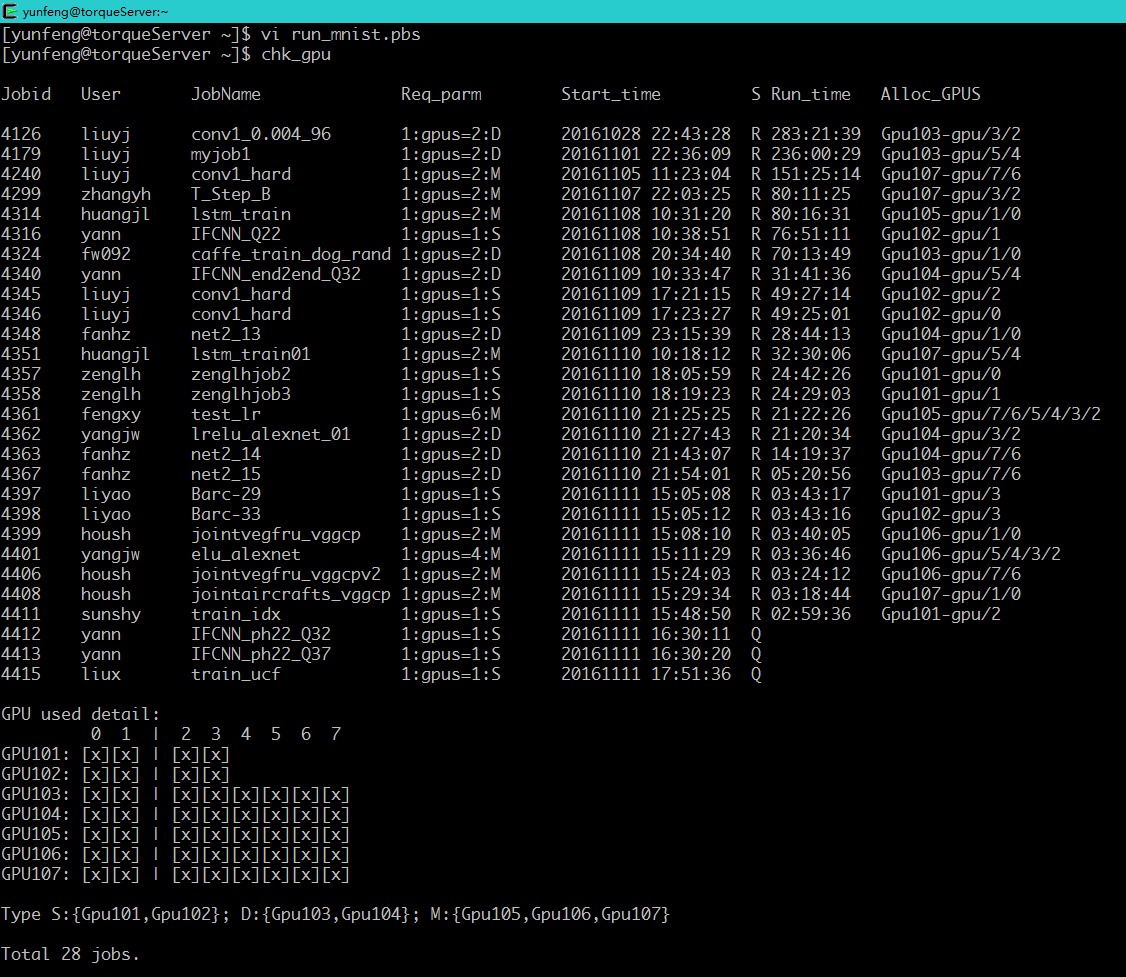 yunfeng@torqueServer:~
[yunfeng@torqueServer ~]$ vi run_mnist.pbs
[yunfeng@torqueServer ~]$ chk_gpu
Jobid User JobName Req_parm Start_time S Run_time Alloc_GPUS
4126 liuyj conv1_0.004_96 1:gpus=2:D 20161028 22:43:28 R 283:21:39 Gpu103-gpu/3/2
4179 liuyj myjob1 1:gpus=2:D 20161101 22:36:09 R 236:00:29 Gpu103-gpu/5/4
4240 liuyj conv1_hard 1:gpus=2:M 20161105 11:23:04 R 151:25:14 Gpu107-gpu/7/6
4299 zhangyh T_Step_B 1:gpus=2:M 20161107 22:03:25 R 80:11:25 Gpu107-gpu/3/2
4314 huangjl lstm_train 1:gpus=2:M 20161108 10:31:20 R 80:16:31 Gpu105-gpu/1/0
4316 yann IFCNN_Q22 1:gpus=1:S 20161108 10:38:51 R 76:51:11 Gpu102-gpu/1
4324 fw092 caffe_train_dog_rand 1:gpus=2:D 20161108 20:34:40 R 70:13:49 Gpu103-gpu/1/0
4340 yann IFCNN_end2end_Q32 1:gpus=2:D 20161109 10:33:47 R 31:41:36 Gpu104-gpu/5/4
4345 liuyj conv1_hard 1:gpus=1:S 20161109 17:21:15 R 49:27:14 Gpu102-gpu/2
4346 liuyj conv1_hard 1:gpus=1:S 20161109 17:23:27 R 49:25:01 Gpu102-gpu/0
4348 fanhz net2_13 1:gpus=2:D 20161109 23:15:39 R 28:44:13 Gpu104-gpu/1/0
4351 huangjl lstm_train01 1:gpus=2:M 20161110 10:18:12 R 32:30:06 Gpu107-gpu/5/4
4357 zenglh zenglhjob2 1:gpus=1:S 20161110 18:05:59 R 24:42:26 Gpu101-gpu/0
4358 zenglh zenglhjob3 1:gpus=1:S 20161110 18:19:23 R 24:29:03 Gpu101-gpu/1
4361 fengxy test_lr 1:gpus=6:M 20161110 21:25:25 R 21:22:26 Gpu105-gpu/7/6/5/4/3/2
4362 yangjw lrelu_alexnet_01 1:gpus=2:D 20161110 21:27:43 R 21:20:34 Gpu104-gpu/3/2
4363 fanhz net2_14 1:gpus=2:D 20161110 21:43:07 R 14:19:37 Gpu104-gpu/7/6
4367 fanhz net2_15 1:gpus=2:D 20161110 21:54:01 R 05:20:56 Gpu103-gpu/7/6
4397 liyao Barc-29 1:gpus=1:S 20161111 15:05:08 R 03:43:17 Gpu101-gpu/3
4398 liyao Barc-33 1:gpus=1:S 20161111 15:05:12 R 03:43:16 Gpu102-gpu/3
4399 housh jointvegfru_vggcp 1:gpus=2:M 20161111 15:08:10 R 03:40:05 Gpu106-gpu/1/0
4401 yangjw elu_alexnet 1:gpus=4:M 20161111 15:11:29 R 03:36:46 Gpu106-gpu/5/4/3/2
4406 housh jointvegfru_vggcpv2 1:gpus=2:M 20161111 15:24:03 R 03:24:12 Gpu106-gpu/7/6
4408 housh jointaircrafts_vggcp 1:gpus=2:M 20161111 15:29:34 R 03:18:44 Gpu107-gpu/1/0
4411 sunshy train_idx 1:gpus=1:S 20161111 15:48:50 R 02:59:36 Gpu101-gpu/2
4412 yann IFCNN_ph22_Q32 1:gpus=1:S 20161111 16:30:11 Q
4413 yann IFCNN_ph22_Q37 1:gpus=1:S 20161111 16:30:20 Q
4415 liux train_ucf 1:gpus=1:S 20161111 17:51:36 Q
GPU used detail:
0 1 | 2 3 4 5 6 7
GPU101: [x][x] | [x][x]
GPU102: [x][x] | [x][x]
GPU103: [x][x] | [x][x][x][x][x][x]
GPU104: [x][x] | [x][x][x][x][x][x]
GPU105: [x][x] | [x][x][x][x][x][x]
GPU106: [x][x] | [x][x][x][x][x][x]
GPU107: [x][x] | [x][x][x][x][x][x]
Type S:{Gpu101,Gpu102}; D:{Gpu103,Gpu104}; M:{Gpu105,Gpu106,Gpu107}
Total 28 jobs.